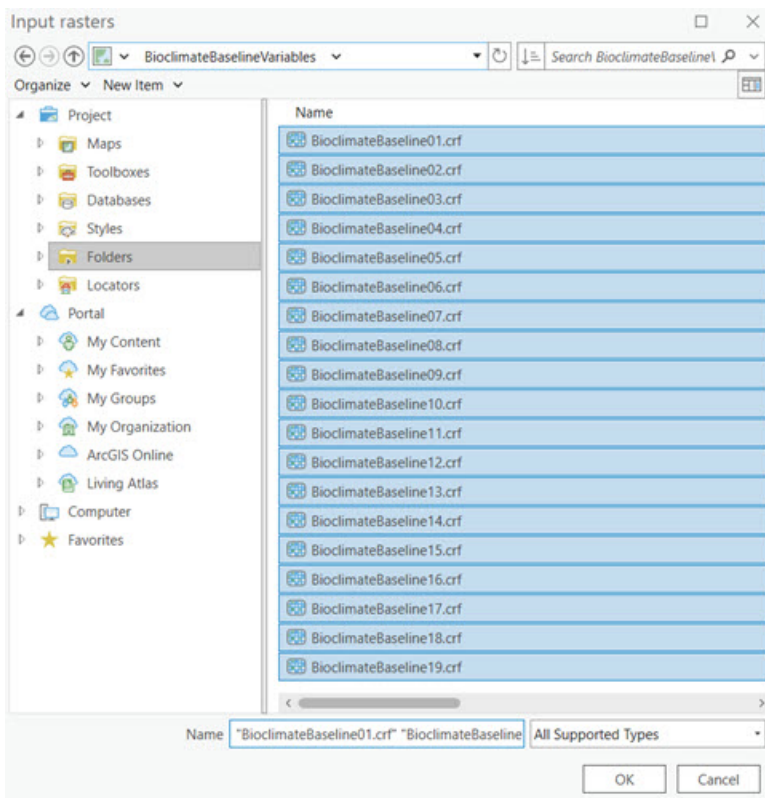 Input rasters
BioclimateBaselineVariables
Search BioclimateBaseline\
Organize New Item
Project
Maps
Toolboxes
Databases
Styles
Folders
Locators
Portal
My Content
My Favorites
My Groups
My Organization
ArcGIS Online
Living Atlas
Computer
Favorites
Name
BioclimateBaseline01.crf
BioclimateBaseline02.crf
BioclimateBaseline03.crf
BioclimateBaseline04.crf
BioclimateBaseline05.crf
BioclimateBaseline06.crf
BioclimateBaseline07.crf
BioclimateBaseline08.crf
BioclimateBaseline09.crf
BioclimateBaseline10.crf
BioclimateBaseline11.crf
BioclimateBaseline12.crf
BioclimateBaseline13.crf
BioclimateBaseline14.crf
BioclimateBaseline15.crf
BioclimateBaseline16.crf
BioclimateBaseline17.crf
BioclimateBaseline18.crf
BioclimateBaseline19.crf
Name "BioclimateBaseline01.crf" "BioclimateBaseline All Supported Types
OK Cancel